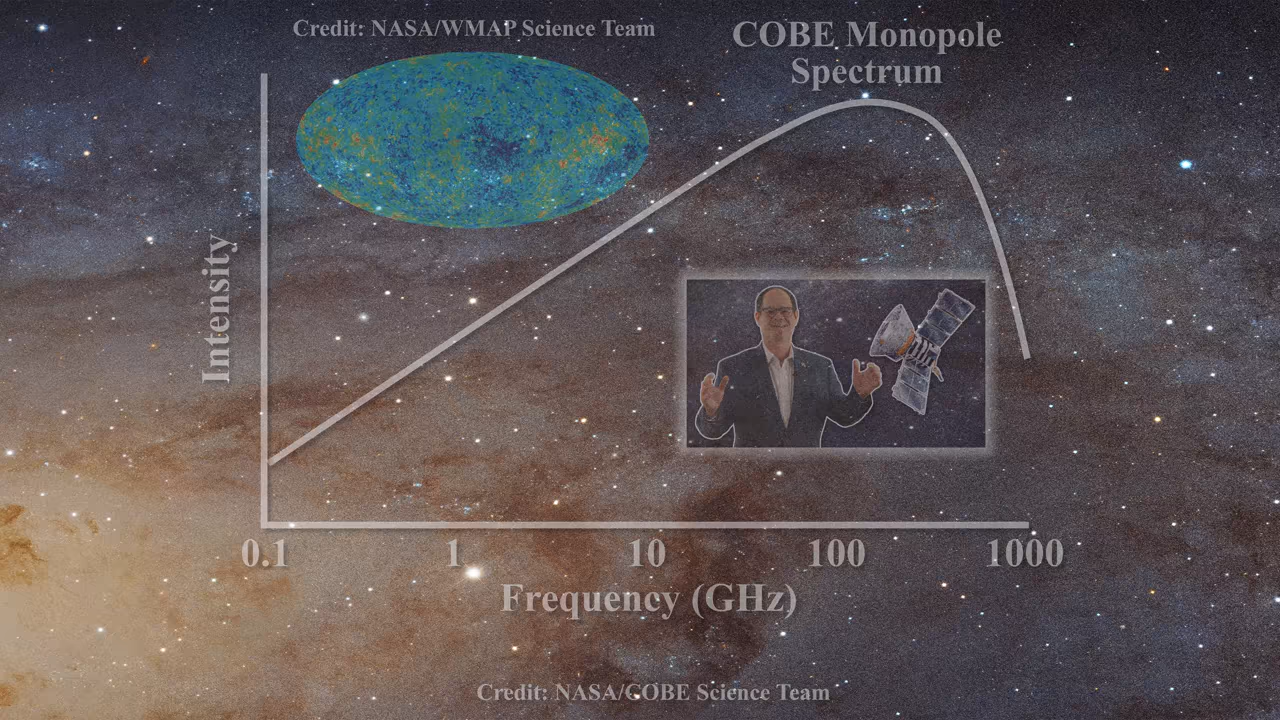 Credit: NASA/WMAP Science Team
COBE Monopole
Spectrum
Intensity
0.1 1 10 100 1000
Frequency (GHz)
Credit: NASA/COBE Science Team